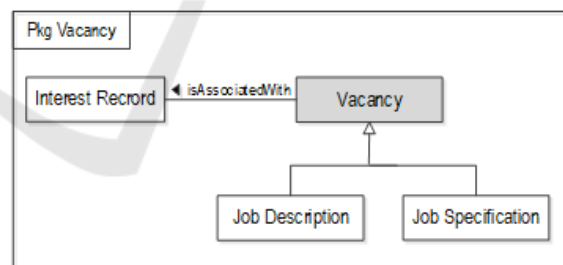 Pkg Vacancy
Interest Recrord
isAssociatedWith
Vacancy
Job Description
Job Specification